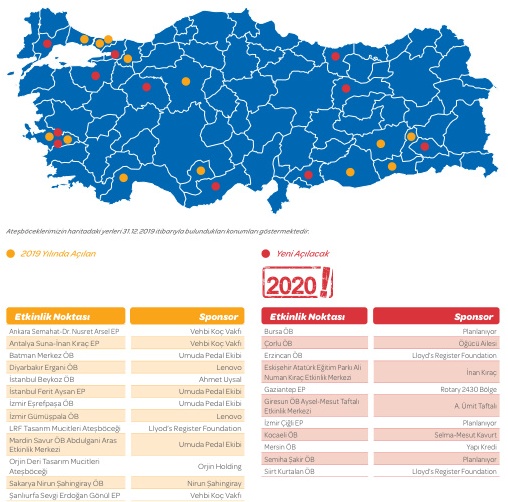 Ateşböceklerimizin haritadaki yerleri 31.12.2019 itibarıyla bulundukları konumları göstermektedir.
2019 Yılında Açılan
Etkinlik Noktası Sponsor
Ankara Semahat-Dr. Nusret Arsel EP Vehbi Koç Vakfı
Antalya Suna-İnan Kıraç EP Vehbi Koç Vakfı
Batman Merkez ÖB Umuda Pedal Ekibi
Diyarbakır Ergani ÖB Lenovo
İstanbul Beykoz ÖB Ahmet Uysal
İstanbul Ferit Aysan EP Umuda Pedal Ekibi
İzmir Eşrefpaşa ÖB Umuda Pedal Ekibi
İzmir Gümüşpala ÖB Lenovo
LRF Tasarım Mucitleri Ateşböceği Llyod's Register Foundation
Mardin Savur ÖB Abdulgani Aras
Etkinlik Merkezi Umuda Pedal Ekibi
Orjin Deri Tasarım Mucitleri
Ateşböceği Orjin Holding
Sakarya Nirun Şahingiray ÖB Nirun Şahingiray
Şanlıurfa Sevgi Erdoğan Gönül EP Vehbi Koç Vakfı
Yeni Açılacak
2020!
Etkinlik Noktası Sponsor
Bursa ÖB Planlanıyor
Çorlu ÖB Öğücü Ailesi
Erzincan ÖB Lloyd's Register Foundation
Eskişehir Atatürk Eğitim Parkı Ali
Numan Kıraç Etkinlik Merkezi İnan Kıraç
Gaziantep EP Rotary 2430 Bölge
Giresun ÖB Aysel-Mesut Taftalı
Etkinlik Merkezi A. Ümit Taftalı
İzmir Çiğli EP Planlanıyor
Kocaeli ÖB Selma-Mesut Kavurt
Mersin ÖB Yapı Kredi
Semiha Şakir ÖB Planlanıyor
Siirt Kurtalan ÖB Lloyd's Register Foundation